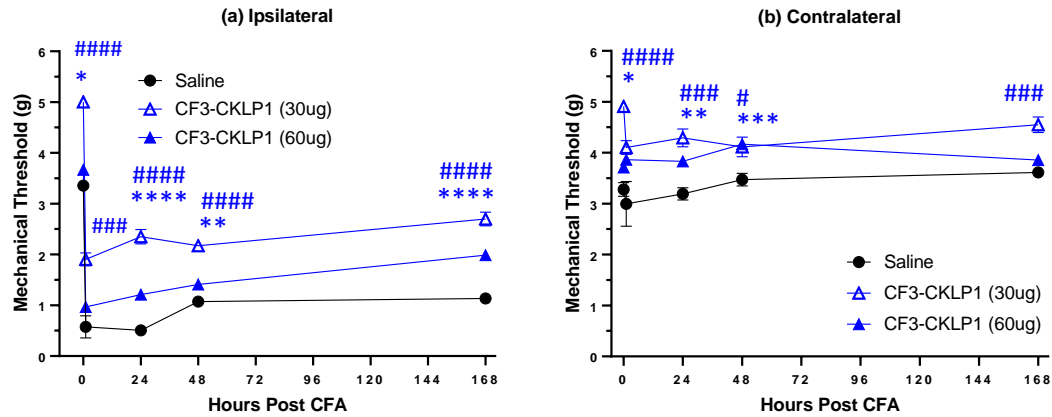 (a) Ipsilateral
Mechanical Threshold (g)
6
5
4
3
2
1
0
####
*
Saline
CF3-CKLP1 (30ug)
CF3-CKLP1 (60ug)
###
####
****
####
**
####
****
0 24 48 72 96 120 144 168
Hours Post CFA
(b) Contralateral
Mechanical Threshold (g)
6
5
4
3
2
1
0
####
*
###
**
#
***
###
Saline
CF3-CKLP1 (30ug)
CF3-CKLP1 (60ug)
0 24 48 72 96 120 144 168
Hours Post CFA